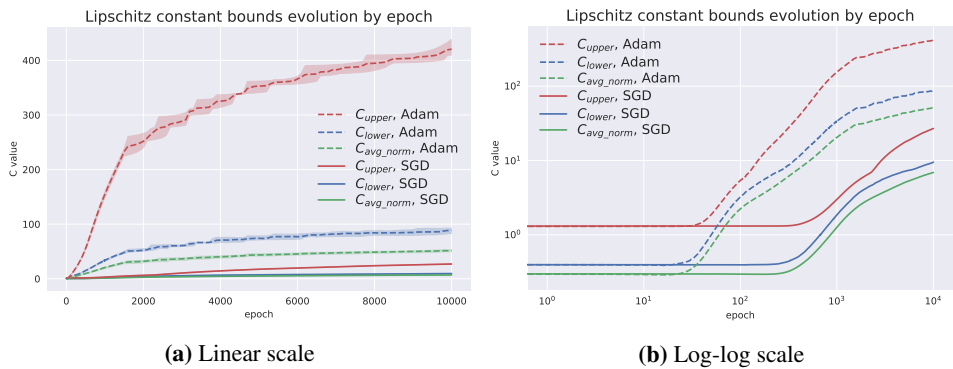 Lipschitz constant bounds evolution by epoch
C value
400
300
200
100
0
C_upper, Adam
C_lower, Adam
C_avg_norm, Adam
C_upper, SGD
C_lower, SGD
C_avg_norm, SGD
0 2000 4000 6000 8000 10000
epoch
(a) Linear scale
Lipschitz constant bounds evolution by epoch
C value
10^2
10^1
10^0
C_upper, Adam
C_lower, Adam
C_avg_norm, Adam
C_upper, SGD
C_lower, SGD
C_avg_norm, SGD
10^0 10^1 10^2 10^3 10^4
epoch
(b) Log-log scale